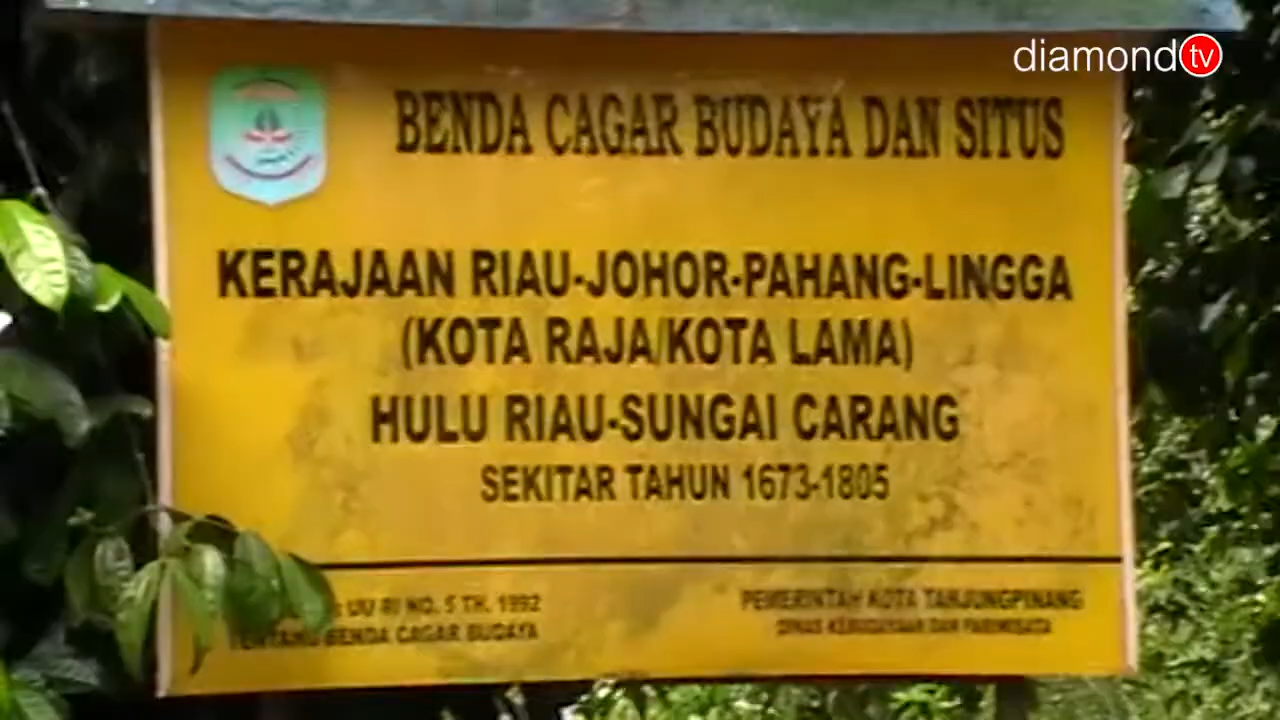 diamond tv
BENDA CAGAR BUDAYA DAN SITUS
KERAJAAN RIAU-JOHOR-PAHANG-LINGGA
(KOTA RAJA/KOTA LAMA)
HULU RIAU-SUNGAI CARANG
SEKITAR TAHUN 1673-1805
: UU RI NO. 5 TH. 1992
TENTANG BENDA CAGAR BUDAYA
PEMERINTAH KOTA TANJUNGPINANG
DINAS KEBUDAYAAN DAN PARIWISATA